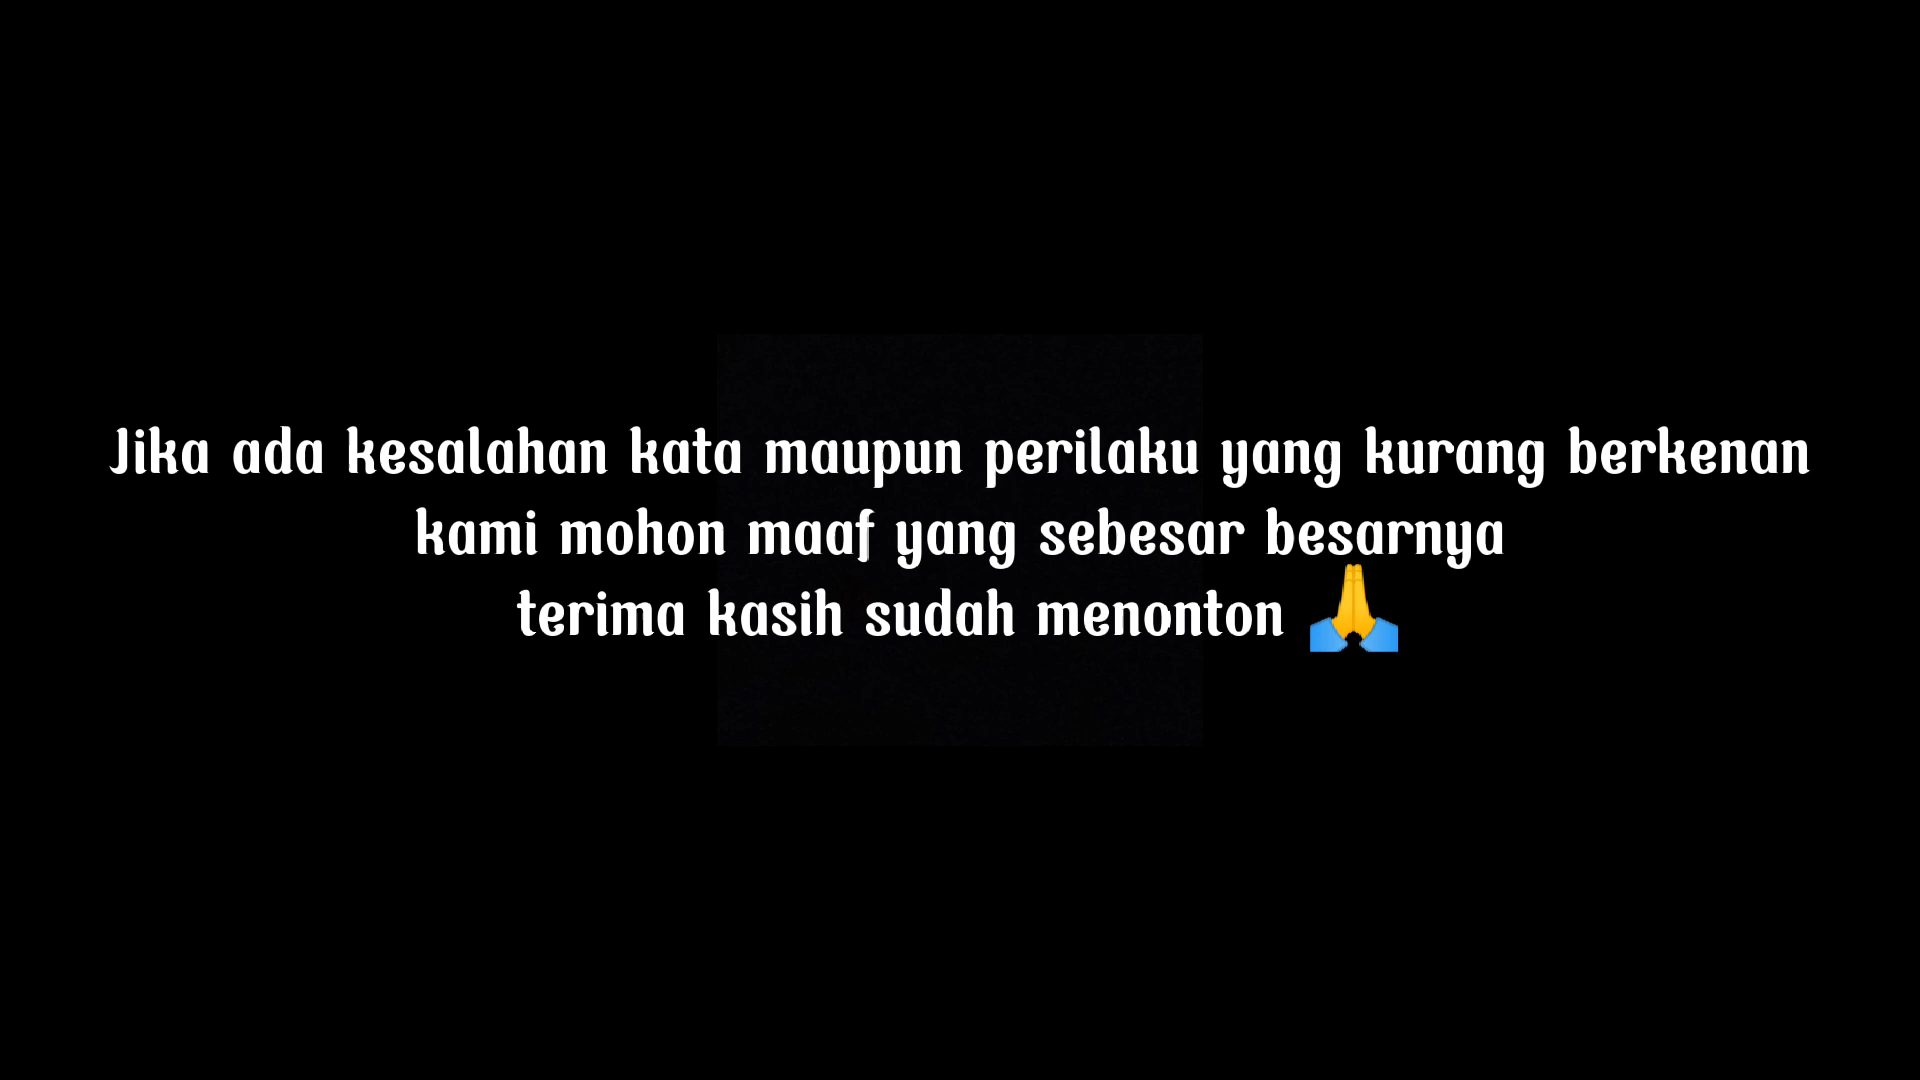 Jika ada kesalahan kata maupun perilaku yang kurang berkenan
kami mohon maaf yang sebesar besarnya
terima kasih sudah menonton 🙏